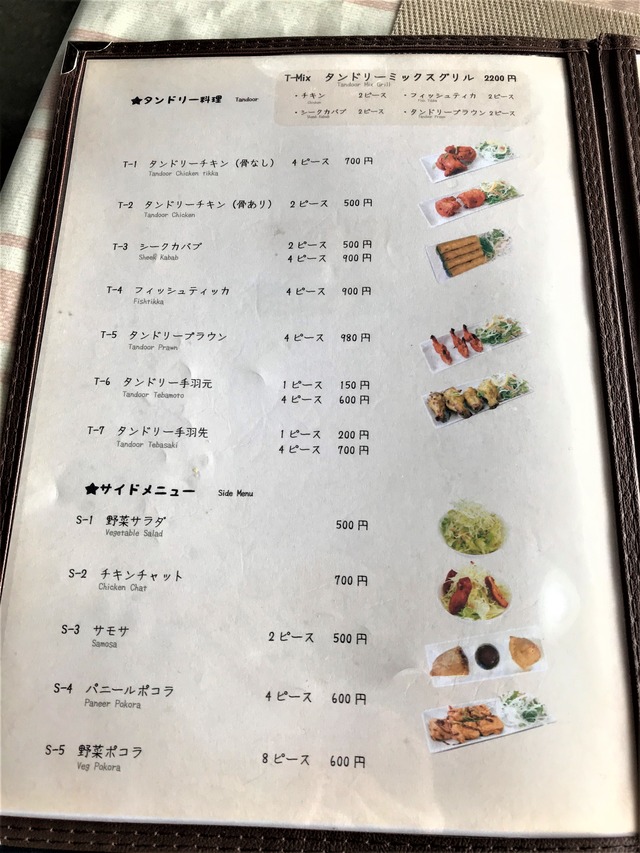 T-Mix タンドリーミックスグリル 2200円
Tandoor Mix Grill
・チキン 2ピース ・フィッシュティカ 2ピース
Chicken Fish Tikka
・シークカバブ 2ピース ・タンドリープラウン 2ピース
Sheek Kabab Tandoor Prawn
★タンドリー料理 Tandoor
T-1 タンドリーチキン（骨なし） 4ピース 700円
Tandoor Chicken tikka
T-2 タンドリーチキン（骨あり） 2ピース 500円
Tandoor Chicken
T-3 シークカバブ 2ピース 500円
Sheek Kabab 4ピース 900円
T-4 フィッシュティッカ 4ピース 900円
Fishtikka
T-5 タンドリープラウン 4ピース 980円
Tandoor Prawn
T-6 タンドリー手羽元 1ピース 150円
Tandoor Tebamoto 4ピース 600円
T-7 タンドリー手羽先 1ピース 200円
Tandoor Tebasaki 4ピース 700円
★サイドメニュー Side Menu
S-1 野菜サラダ 500円
Vegetable Salad
S-2 チキンチャット 700円
Chicken Chat
S-3 サモサ 2ピース 500円
Samosa
S-4 パニールポコラ 4ピース 600円
Paneer Pokora
S-5 野菜ポコラ 8ピース 600円
Veg Pokora